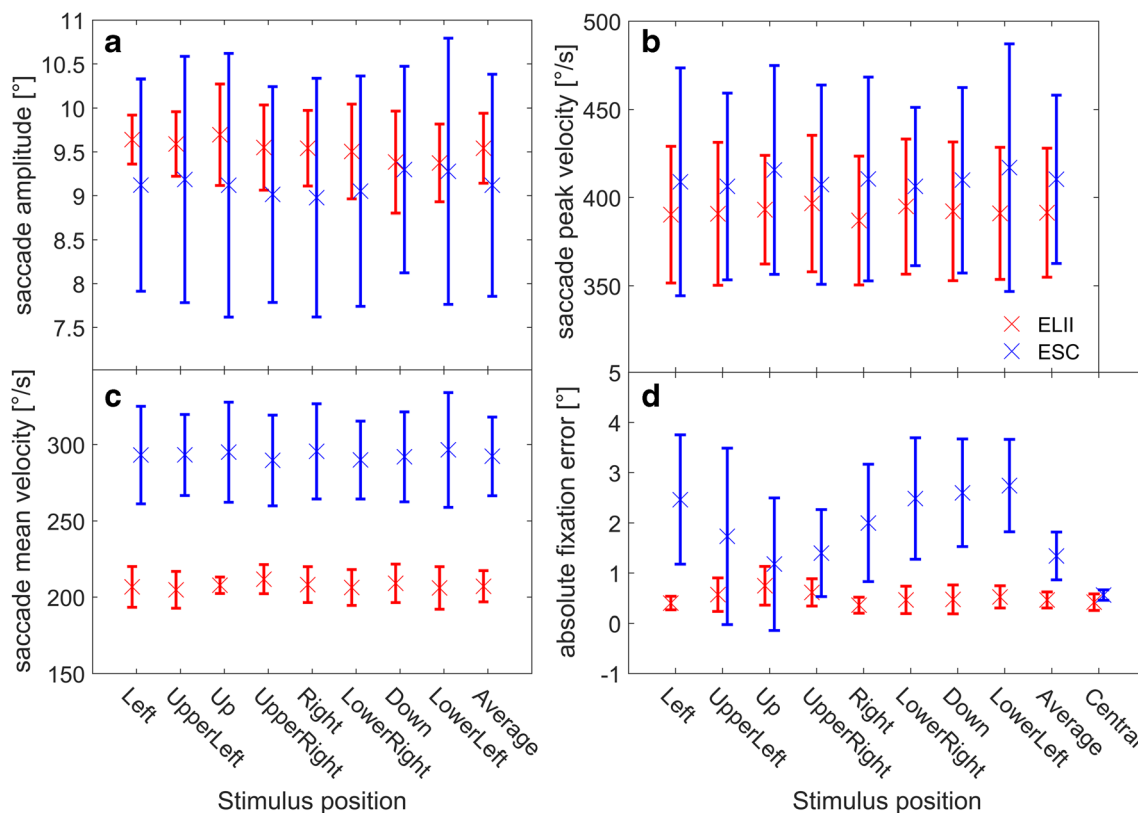 a
saccade amplitude [°]
11
10.5
10
9.5
9
8.5
8
7.5
b
saccade peak velocity [°/s]
500
450
400
350
ELII
ESC
c
saccade mean velocity [°/s]
300
250
200
150
Left
UpperLeft
Up
UpperRight
Right
LowerRight
Down
LowerLeft
Average
Stimulus position
d
absolute fixation error [°]
5
4
3
2
1
0
-1
Left
UpperLeft
Up
UpperRight
Right
LowerRight
Down
LowerLeft
Average
Central
Stimulus position